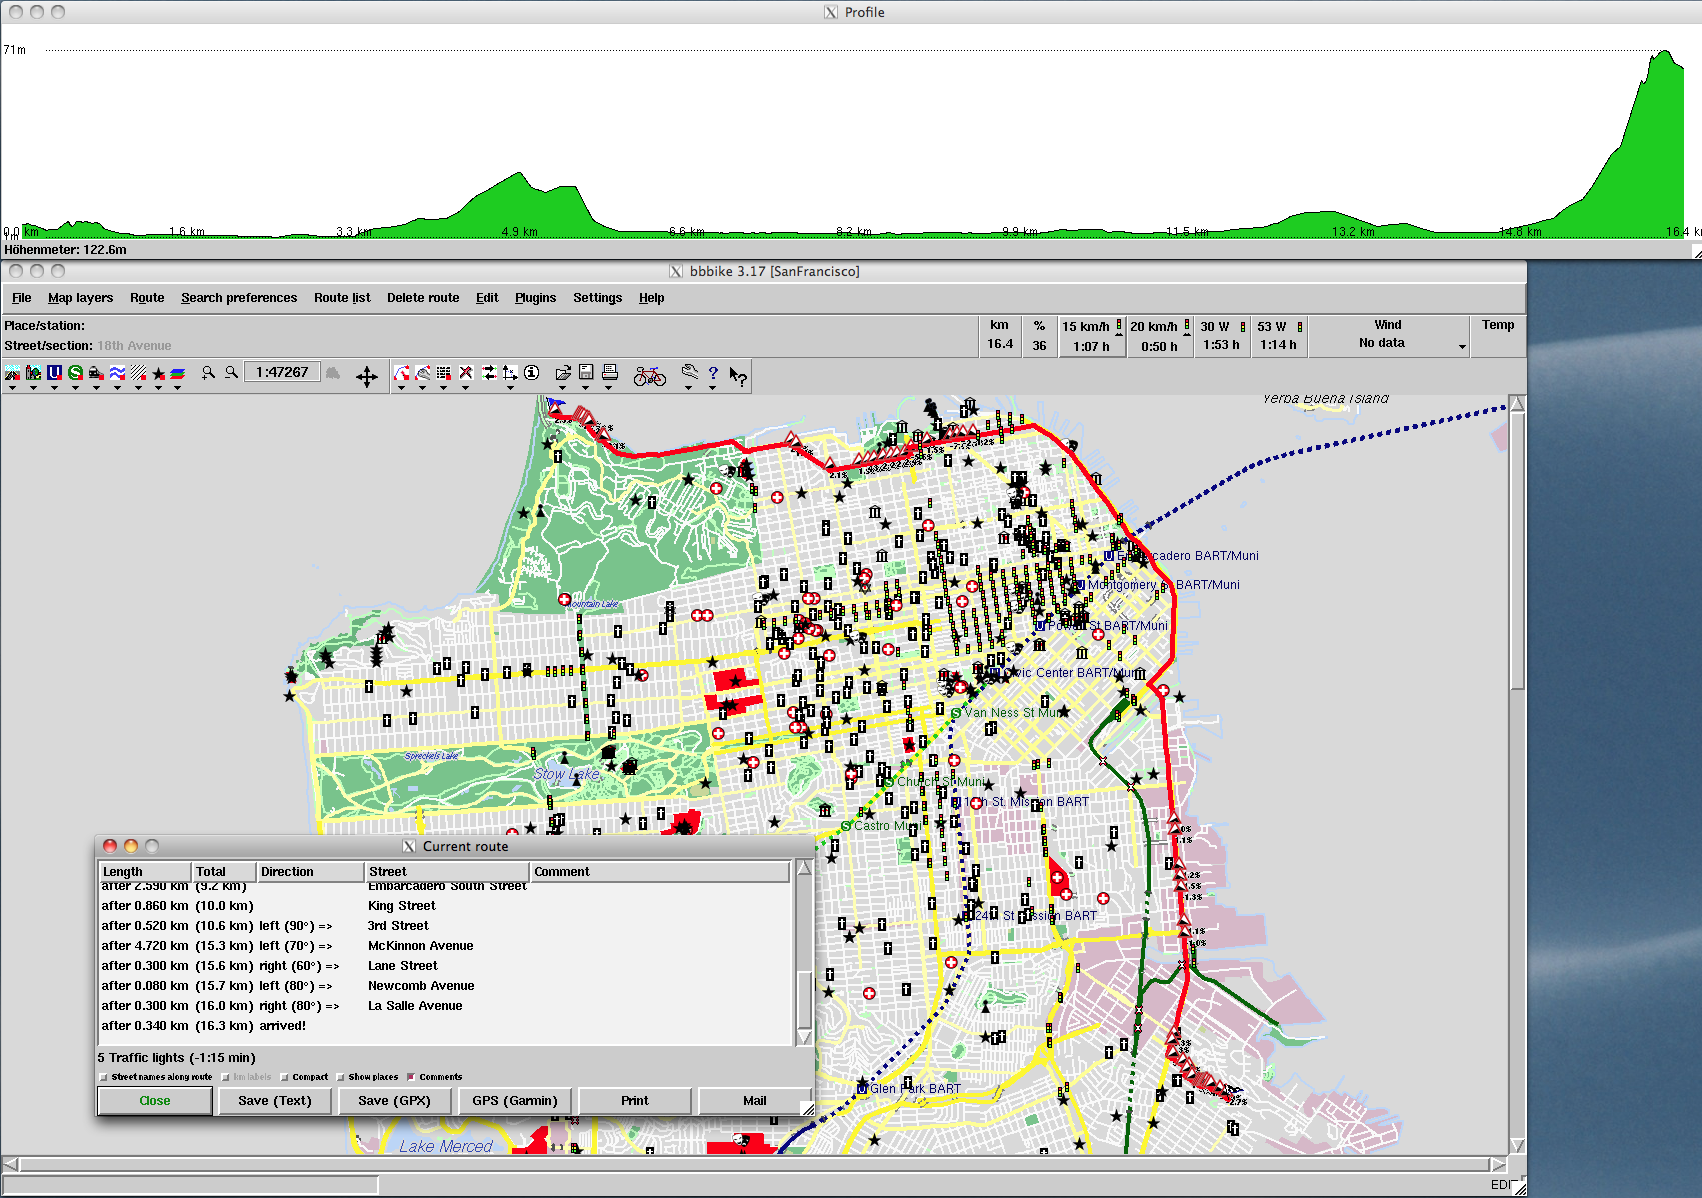 Profile
71m
0.0 km 1.6 km 3.3 km 4.9 km 6.6 km 8.2 km 9.9 km 11.5 km 13.2 km 14.8 km 16.4 km
1m
Höhenmeter: 122.6m
bbbike 3.17 [SanFrancisco]
File Map layers Route Search preferences Route list Delete route Edit Plugins Settings Help
Place/station:
Street/section: 18th Avenue
km % 15 km/h 20 km/h 30 W 53 W Wind Temp
16.4 36 1:07 h 0:50 h 1:53 h 1:14 h No data
1:47267
Yerba Buena Island
Embarcadero BART/Muni
Montgomery BART/Muni
Powell St BART/Muni
Mountain Lake
Civic Center BART/Muni
Van Ness St Muni
Spreckels Lake
Stow Lake
Church St Muni
16th St. Mission BART
Castro Muni
24th St Mission BART
Glen Park BART
Lake Merced
Current route
Length Total Direction Street Comment
after 2.590 km (9.2 km) Embarcadero South Street
after 0.860 km (10.0 km) King Street
after 0.520 km (10.6 km) left (90°) => 3rd Street
after 4.720 km (15.3 km) left (70°) => McKinnon Avenue
after 0.300 km (15.6 km) right (60°) => Lane Street
after 0.080 km (15.7 km) left (80°) => Newcomb Avenue
after 0.300 km (16.0 km) right (80°) => La Salle Avenue
after 0.340 km (16.3 km) arrived!
5 Traffic lights (-1:15 min)
Street names along route km labels Compact Show places Comments
Close Save (Text) Save (GPX) GPS (Garmin) Print Mail